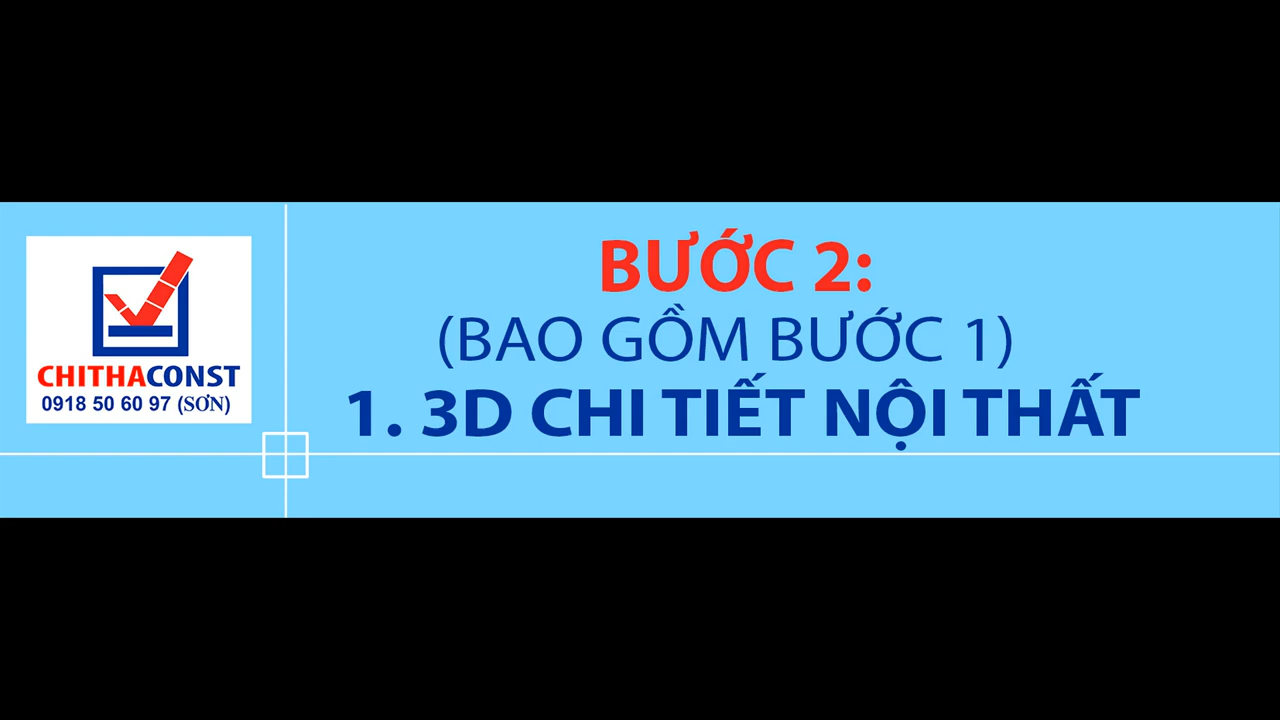 CHITHACONST
0918 50 60 97 (SƠN)
BƯỚC 2:
(BAO GỒM BƯỚC 1)
1. 3D CHI TIẾT NỘI THẤT